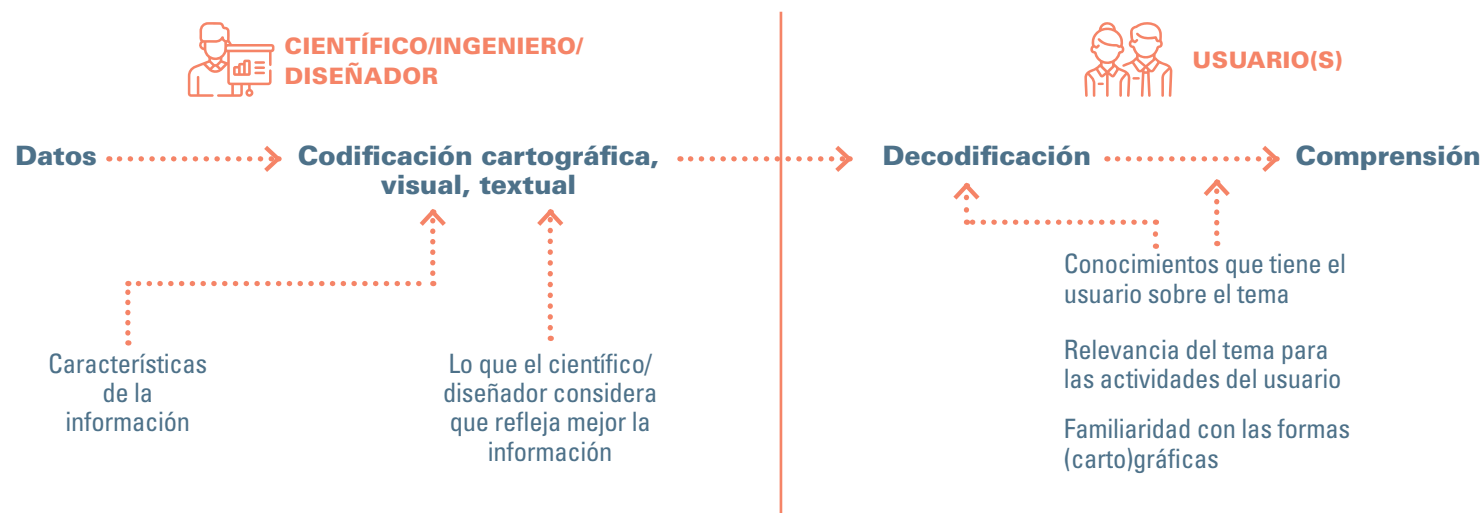 CIENTÍFICO/INGENIERO/
DISEÑADOR
USUARIO(S)
Datos
Codificación cartográfica,
visual, textual
Decodificación
Comprensión
Características
de la
información
Lo que el científico/
diseñador considera
que refleja mejor la
información
Conocimientos que tiene el
usuario sobre el tema
Relevancia del tema para
las actividades del usuario
Familiaridad con las formas
(carto)gráficas